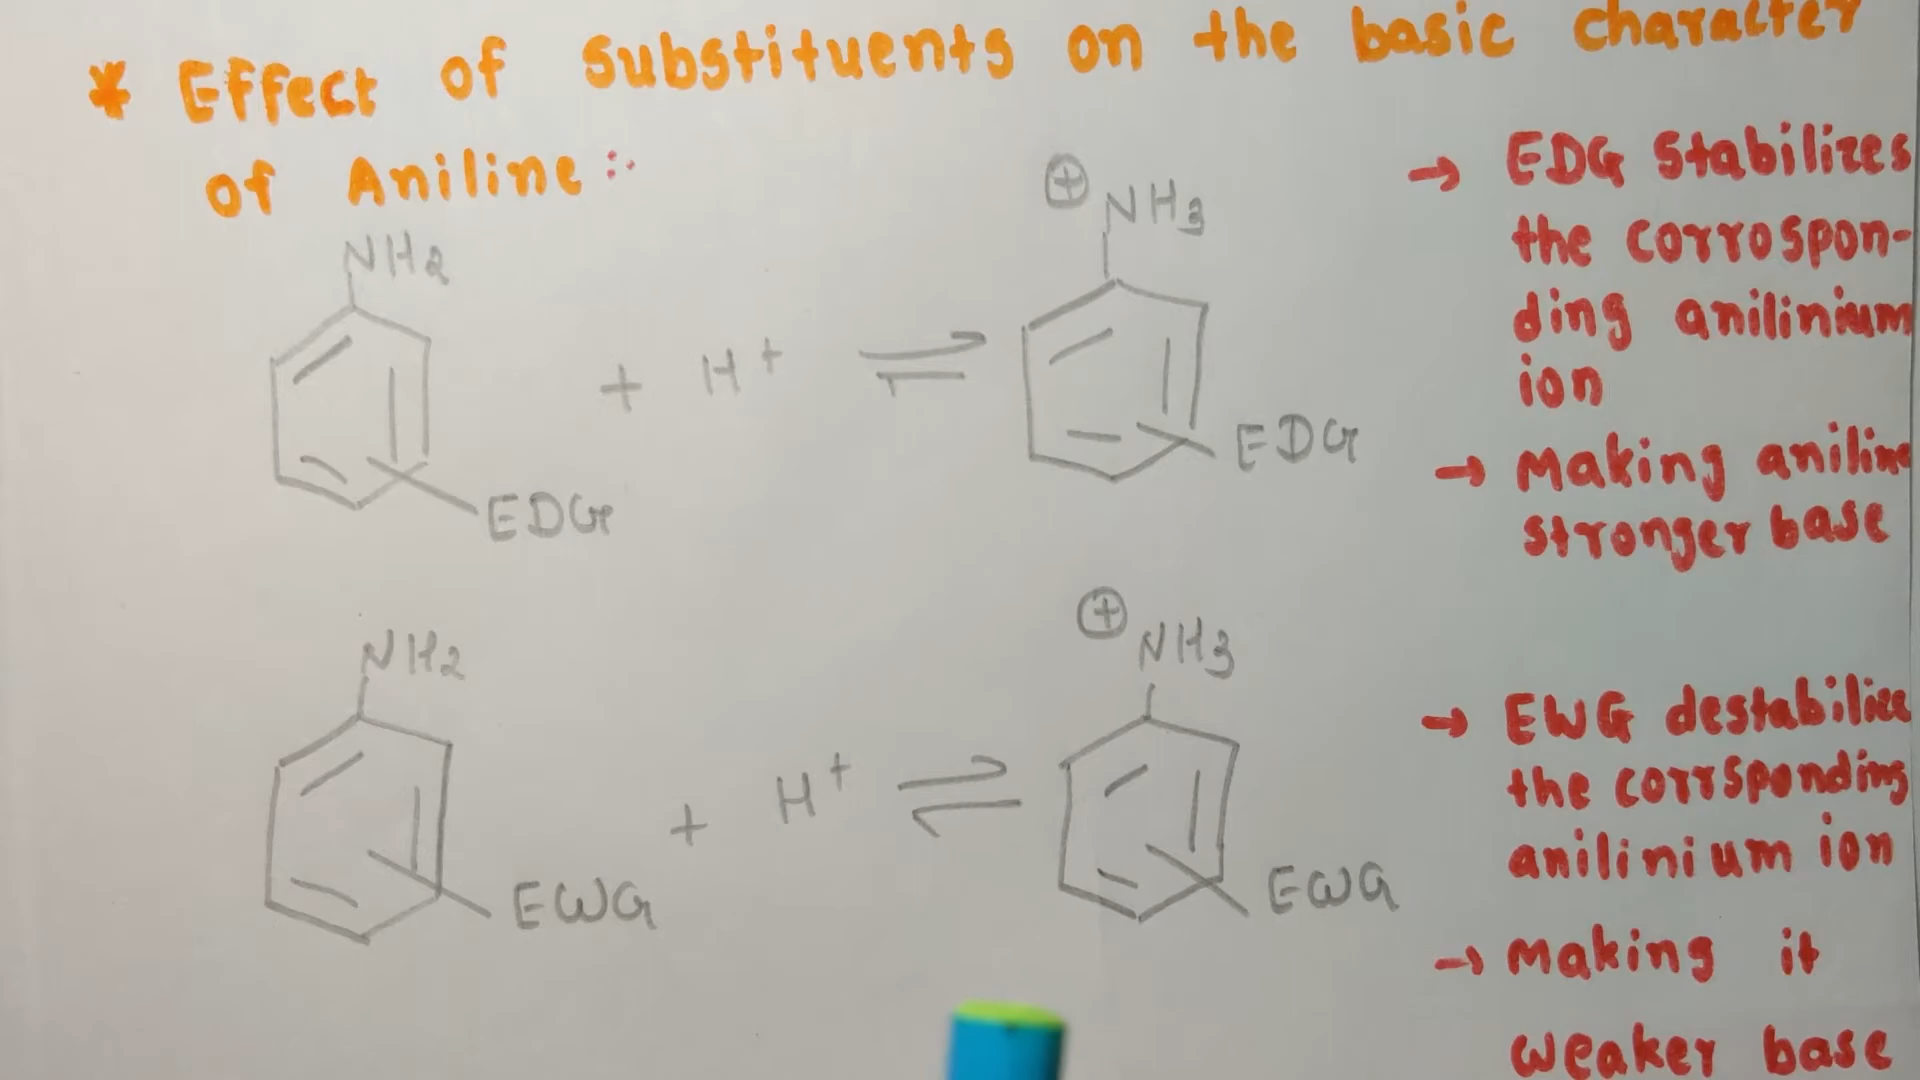 * Effect of substituents on the basic character
of Aniline :-
NH2
+ H+ ⇌
EDG
⊕NH3
EDG
→ EDG stabilizes
the corrospon-
ding anilinium
ion
→ Making aniline
stronger base
NH2
+ H+ ⇌
EWG
⊕NH3
EWG
→ EWG destabilize
the corrsponding
anilinium ion
→ Making it
weaker base